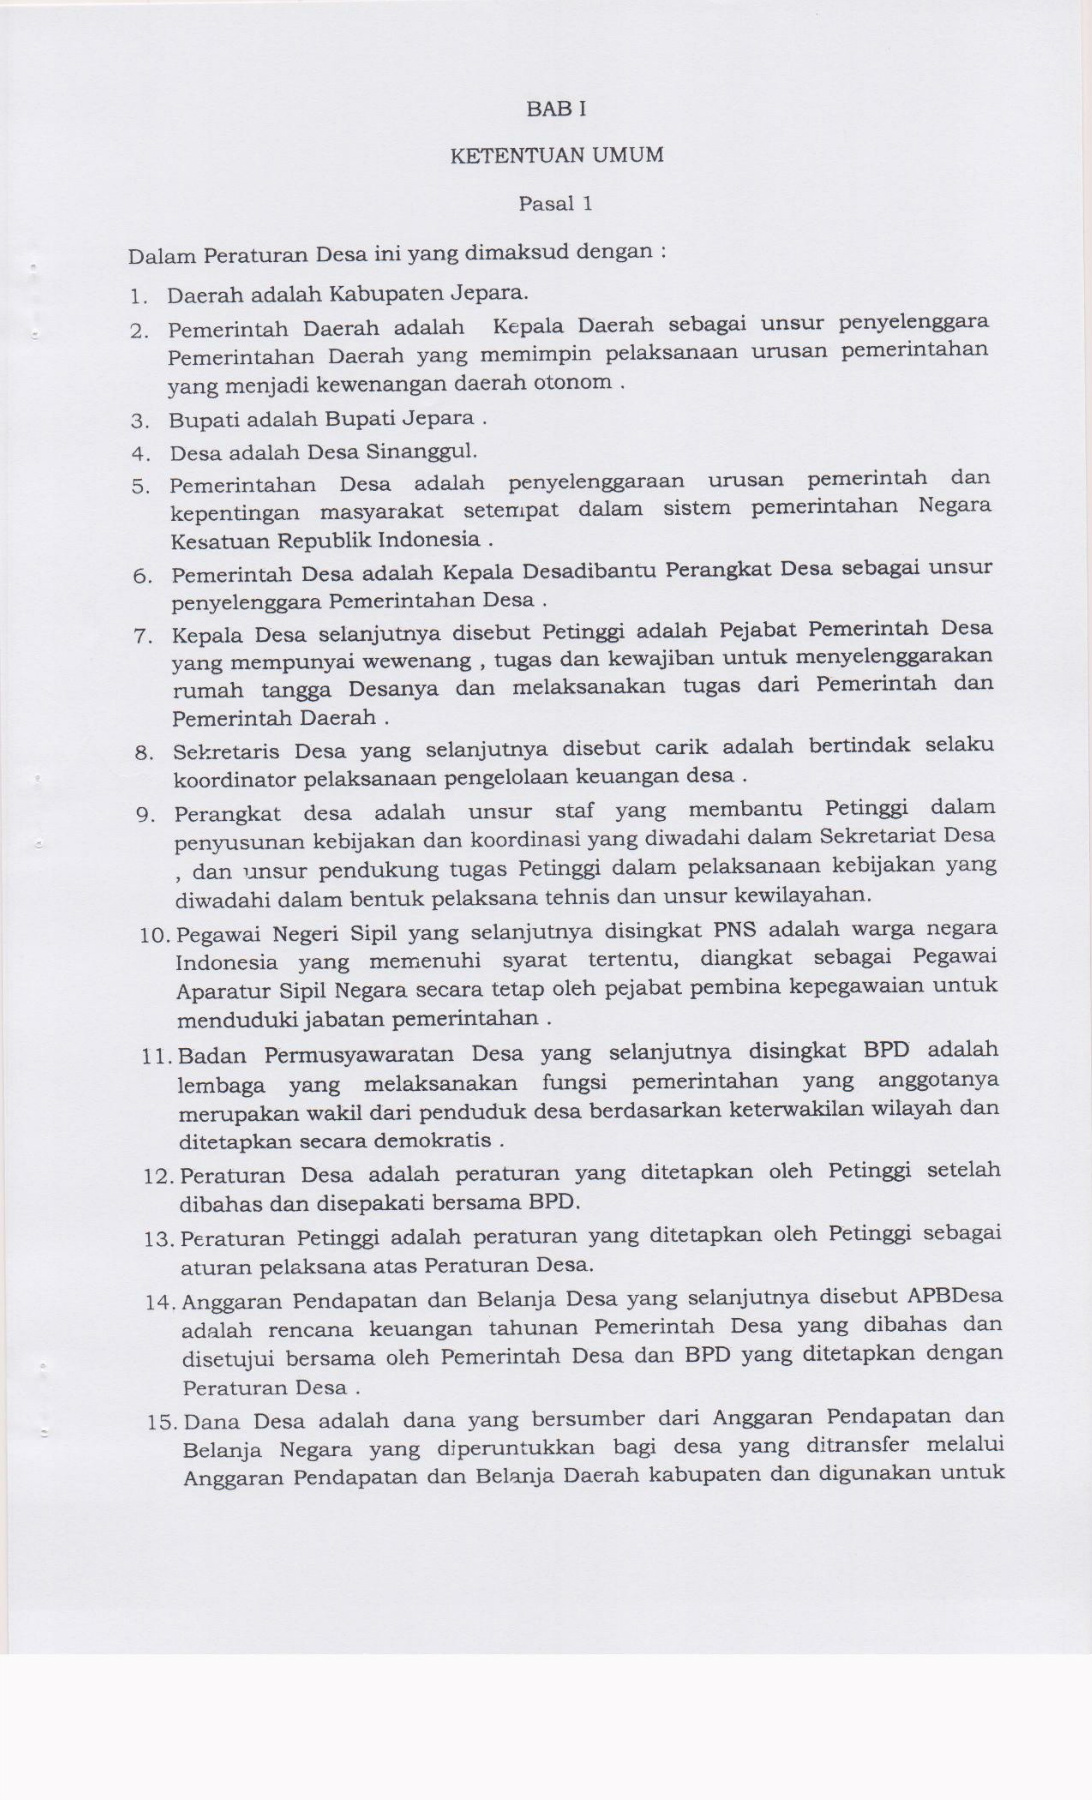 BAB I
KETENTUAN UMUM
Pasal 1
Dalam Peraturan Desa ini yang dimaksud dengan :
1. Daerah adalah Kabupaten Jepara.
2. Pemerintah Daerah adalah Kepala Daerah sebagai unsur penyelenggara
Pemerintahan Daerah yang memimpin pelaksanaan urusan pemerintahan
yang menjadi kewenangan daerah otonom .
3. Bupati adalah Bupati Jepara .
4. Desa adalah Desa Sinanggul.
5. Pemerintahan Desa adalah penyelenggaraan urusan pemerintah dan
kepentingan masyarakat setempat dalam sistem pemerintahan Negara
Kesatuan Republik Indonesia .
6. Pemerintah Desa adalah Kepala Desadibantu Perangkat Desa sebagai unsur
penyelenggara Pemerintahan Desa .
7. Kepala Desa selanjutnya disebut Petinggi adalah Pejabat Pemerintah Desa
yang mempunyai wewenang , tugas dan kewajiban untuk menyelenggarakan
rumah tangga Desanya dan melaksanakan tugas dari Pemerintah dan
Pemerintah Daerah .
8. Sekretaris Desa yang selanjutnya disebut carik adalah bertindak selaku
koordinator pelaksanaan pengelolaan keuangan desa .
9. Perangkat desa adalah unsur staf yang membantu Petinggi dalam
penyusunan kebijakan dan koordinasi yang diwadahi dalam Sekretariat Desa
, dan unsur pendukung tugas Petinggi dalam pelaksanaan kebijakan yang
diwadahi dalam bentuk pelaksana tehnis dan unsur kewilayahan.
10. Pegawai Negeri Sipil yang selanjutnya disingkat PNS adalah warga negara
Indonesia yang memenuhi syarat tertentu, diangkat sebagai Pegawai
Aparatur Sipil Negara secara tetap oleh pejabat pembina kepegawaian untuk
menduduki jabatan pemerintahan .
11. Badan Permusyawaratan Desa yang selanjutnya disingkat BPD adalah
lembaga yang melaksanakan fungsi pemerintahan yang anggotanya
merupakan wakil dari penduduk desa berdasarkan keterwakilan wilayah dan
ditetapkan secara demokratis .
12. Peraturan Desa adalah peraturan yang ditetapkan oleh Petinggi setelah
dibahas dan disepakati bersama BPD.
13. Peraturan Petinggi adalah peraturan yang ditetapkan oleh Petinggi sebagai
aturan pelaksana atas Peraturan Desa.
14. Anggaran Pendapatan dan Belanja Desa yang selanjutnya disebut APBDesa
adalah rencana keuangan tahunan Pemerintah Desa yang dibahas dan
disetujui bersama oleh Pemerintah Desa dan BPD yang ditetapkan dengan
Peraturan Desa .
15. Dana Desa adalah dana yang bersumber dari Anggaran Pendapatan dan
Belanja Negara yang diperuntukkan bagi desa yang ditransfer melalui
Anggaran Pendapatan dan Belanja Daerah kabupaten dan digunakan untuk